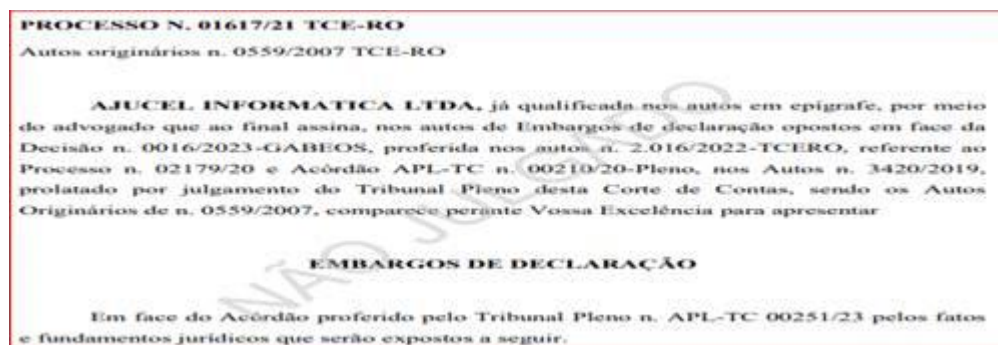 PROCESSO N. 01617/21 TCE-RO
Autos originários n. 0559/2007 TCE-RO
AJUCEL INFORMATICA LTDA, já qualificada nos autos em epígrafe, por meio
do advogado que ao final assina, nos autos de Embargos de declaração opostos em face da
Decisão n. 0016/2023-GABEOS, proferida nos autos n. 2.016/2022-TCERO, referente ao
Processo n. 02179/20 e Acórdão APL-TC n. 00210/20-Pleno, nos Autos n. 3420/2019,
prolatado por julgamento do Tribunal Pleno desta Corte de Contas, sendo os Autos
Originários de n. 0559/2007, comparece perante Vossa Excelência para apresentar
EMBARGOS DE DECLARAÇÃO
NÃO JULGADO
Em face do Acórdão proferido pelo Tribunal Pleno n. APL-TC 00251/23 pelos fatos
e fundamentos jurídicos que serão expostos a seguir.